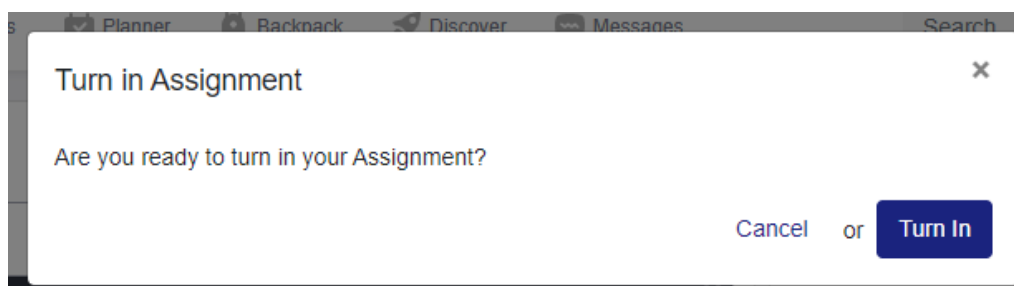 s Planner Backpack Discover Messages Search
Turn in Assignment ×
Are you ready to turn in your Assignment?
Cancel or Turn In